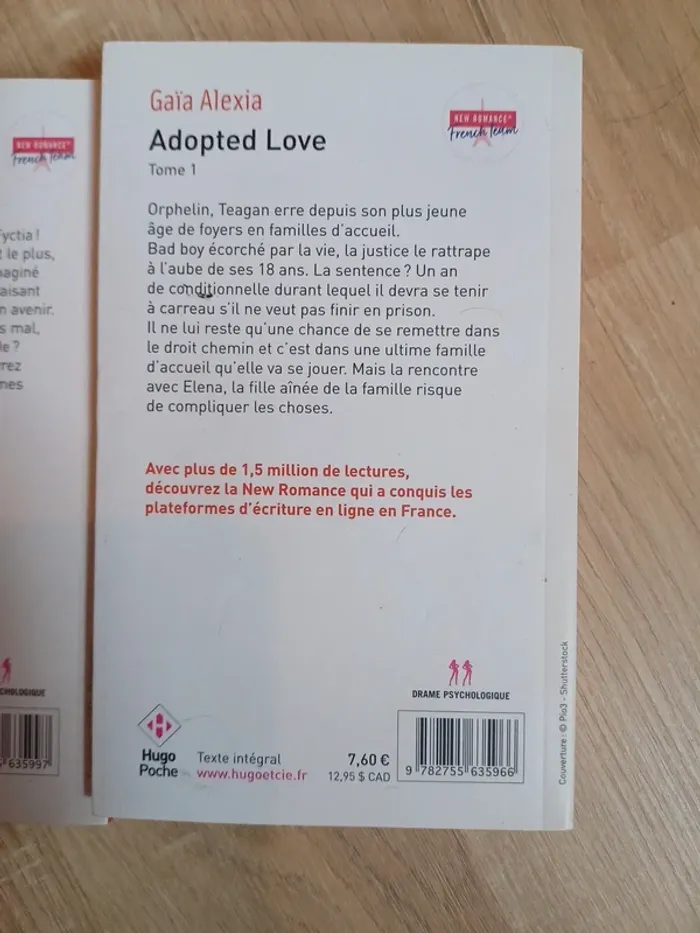 Gaïa Alexia
Adopted Love
Tome 1
NEW ROMANCE®
French Team
Orphelin, Teagan erre depuis son plus jeune
âge de foyers en familles d'accueil.
Bad boy écorché par la vie, la justice le rattrape
à l'aube de ses 18 ans. La sentence ? Un an
de conditionnelle durant lequel il devra se tenir
à carreau s'il ne veut pas finir en prison.
Il ne lui reste qu'une chance de se remettre dans
le droit chemin et c'est dans une ultime famille
d'accueil qu'elle va se jouer. Mais la rencontre
avec Elena, la fille aînée de la famille risque
de compliquer les choses.
Avec plus de 1,5 million de lectures,
découvrez la New Romance qui a conquis les
plateformes d'écriture en ligne en France.
DRAME PSYCHOLOGIQUE
Hugo
Poche
Texte intégral
www.hugoetcie.fr
7,60 €
12,95 $ CAD
9 782755 635966
Couverture : © Pio3 - Shutterstock
NEW ROMANCE®
French Team
Fyctia !
le plus,
avenir.
mal,
635997